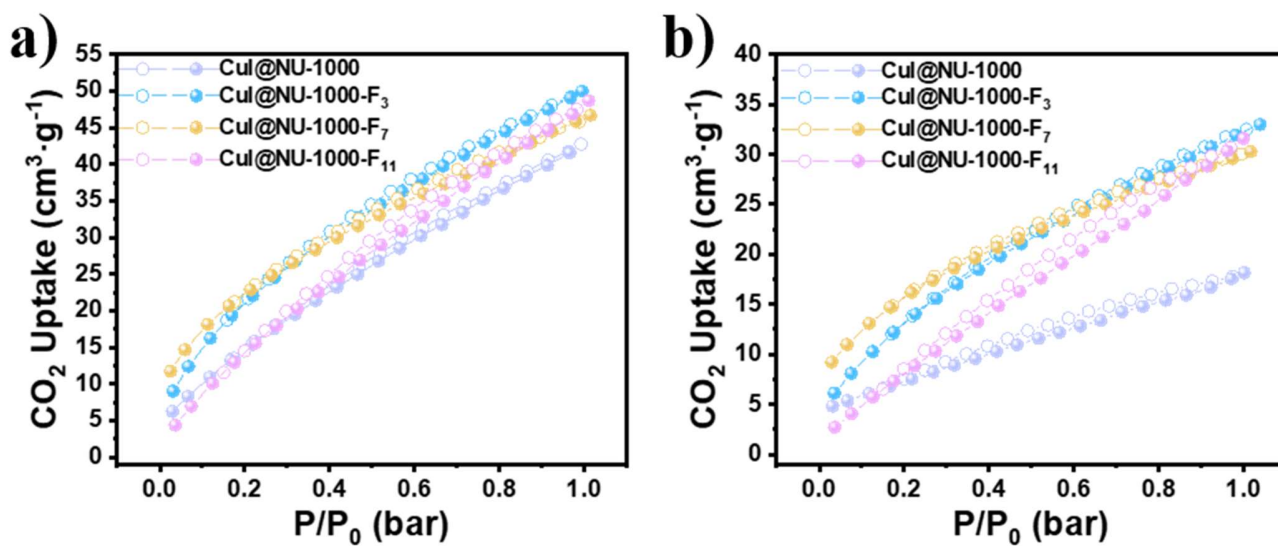 a)
CO2 Uptake (cm³·g⁻¹)
55
50
45
40
35
30
25
20
15
10
5
0
CuI@NU-1000
CuI@NU-1000-F3
CuI@NU-1000-F7
CuI@NU-1000-F11
0.0 0.2 0.4 0.6 0.8 1.0
P/P0 (bar)
b)
CO2 Uptake (cm³·g⁻¹)
40
35
30
25
20
15
10
5
0
CuI@NU-1000
CuI@NU-1000-F3
CuI@NU-1000-F7
CuI@NU-1000-F11
0.0 0.2 0.4 0.6 0.8 1.0
P/P0 (bar)